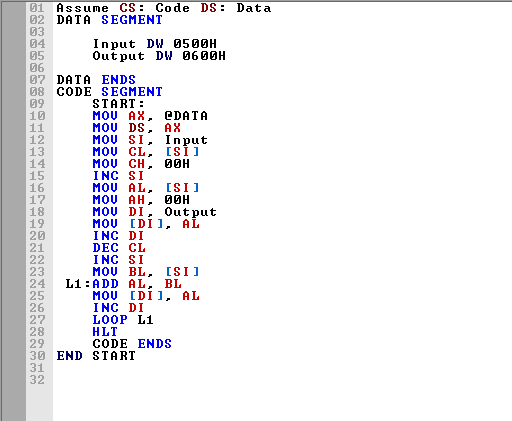 01 Assume CS: Code DS: Data
02 DATA SEGMENT
03
04 Input DW 0500H
05 Output DW 0600H
06
07 DATA ENDS
08 CODE SEGMENT
09 START:
10 MOV AX, @DATA
11 MOV DS, AX
12 MOV SI, Input
13 MOV CL, [SI]
14 MOV CH, 00H
15 INC SI
16 MOV AL, [SI]
17 MOV AH, 00H
18 MOV DI, Output
19 MOV [DI], AL
20 INC DI
21 DEC CL
22 INC SI
23 MOV BL, [SI]
24 L1:ADD AL, BL
25 MOV [DI], AL
26 INC DI
27 LOOP L1
28 HLT
29 CODE ENDS
30 END START
31
32